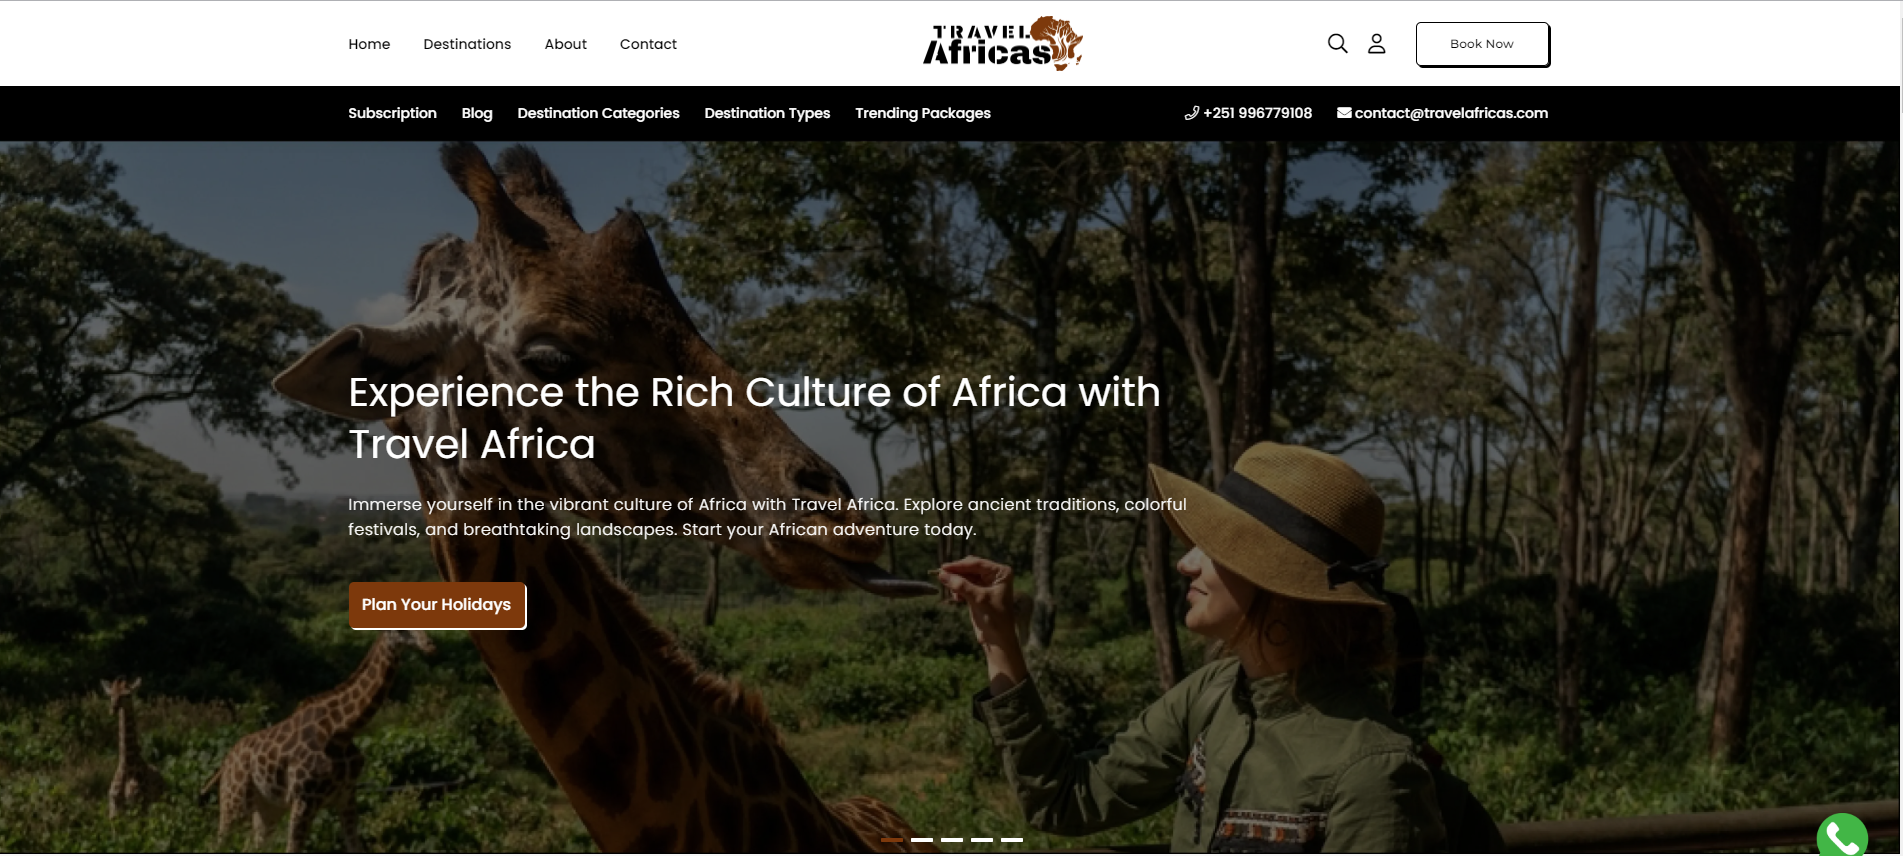 Home
Destinations
About
Contact
TRAVEL
Africas
Book Now
Subscription
Blog
Destination Categories
Destination Types
Trending Packages
+251 996779108
contact@travelafricas.com
Experience the Rich Culture of Africa with
Travel Africa
Immerse yourself in the vibrant culture of Africa with Travel Africa. Explore ancient traditions, colorful
festivals, and breathtaking landscapes. Start your African adventure today.
Plan Your Holidays